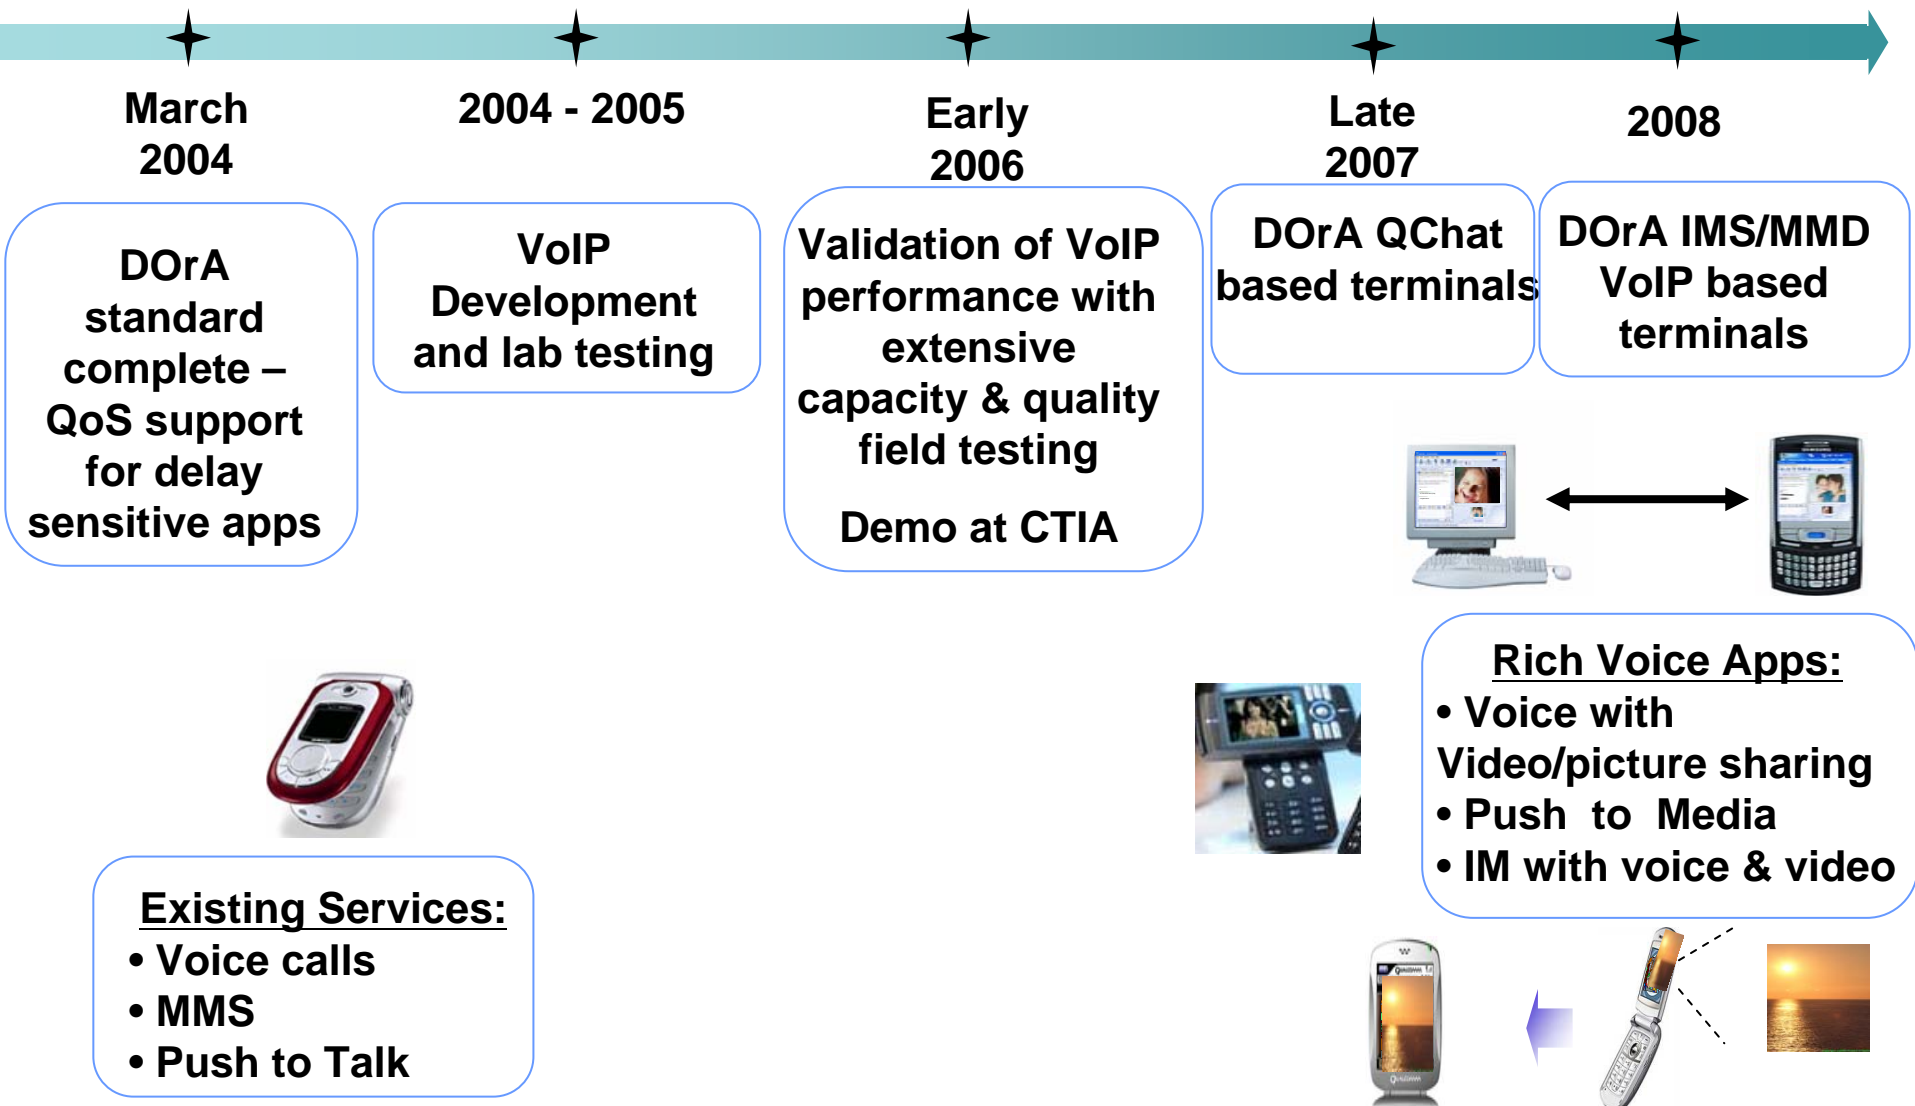 March
2004
2004 - 2005
Early
2006
Late
2007
2008
DOrA
standard
complete –
QoS support
for delay
sensitive apps
VoIP
Development
and lab testing
Validation of VoIP
performance with
extensive
capacity & quality
field testing
Demo at CTIA
DOrA QChat
based terminals
DOrA IMS/MMD
VoIP based
terminals
Existing Services:
• Voice calls
• MMS
• Push to Talk
Rich Voice Apps:
• Voice with
Video/picture sharing
• Push to Media
• IM with voice & video
QUALCOMM
QUALCOMM